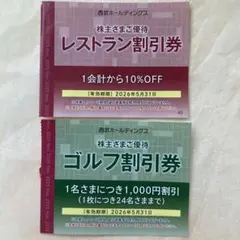 西武ホールディングス
株主さまご優待
レストラン割引券
1会計から10%OFF
[有効期限] 2026年5月31日
西武ホールディングス
株主さまご優待
ゴルフ割引券
1名さまにつき1,000円割引
(1枚につき24名さままで)
[有効期限] 2026年5月31日